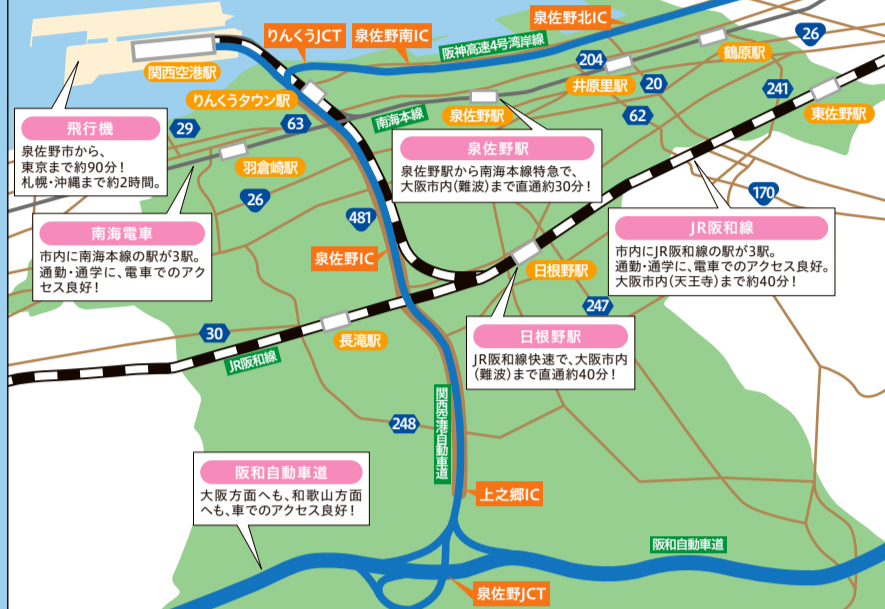 泉佐野北IC
りんくうJCT
泉佐野南IC
阪神高速4号湾岸線
鶴原駅
26
関西空港駅
204
井原里駅
20
241
東佐野駅
りんくうタウン駅
南海本線
泉佐野駅
62
63
29
飛行機
泉佐野市から、
東京まで約90分！
札幌・沖縄まで約2時間。
羽倉崎駅
26
泉佐野駅
泉佐野駅から南海本線特急で、
大阪市内(難波)まで直通約30分！
170
481
南海電車
市内に南海本線の駅が3駅。
通勤・通学に、電車でのアク
セス良好！
JR阪和線
市内にJR阪和線の駅が3駅。
通勤・通学に、電車でのアクセス良好。
大阪市内(天王寺)まで約40分！
泉佐野IC
日根野駅
247
30
長滝駅
JR阪和線
日根野駅
JR阪和線快速で、大阪市内
(難波)まで直通約40分！
関西空港自動車道
248
阪和自動車道
大阪方面へも、和歌山方面
へも、車でのアクセス良好！
上之郷IC
阪和自動車道
泉佐野JCT